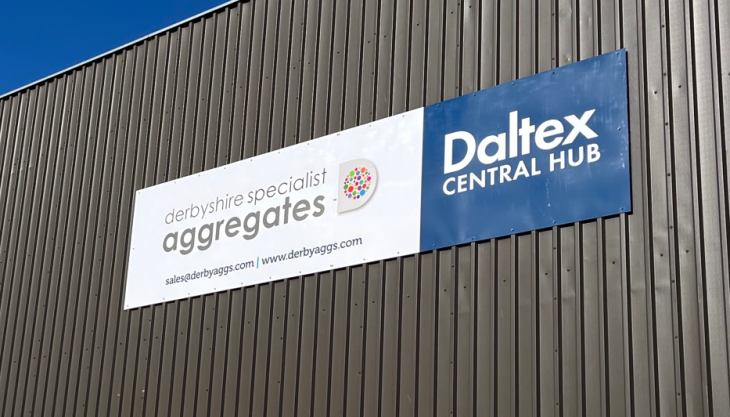 derbyshire specialist
aggregates
sales@derbyaggs.com | www.derbyaggs.com
Daltex
CENTRAL HUB